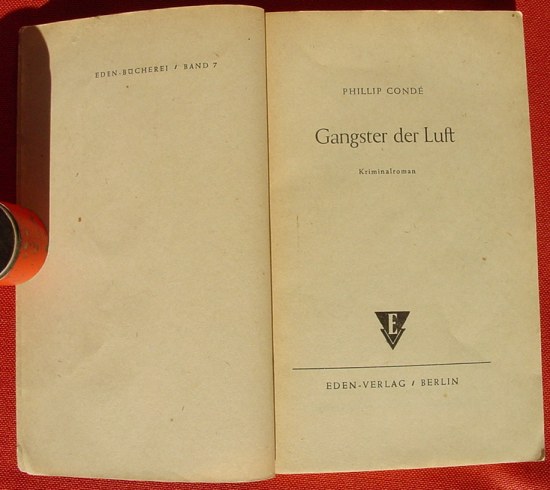 EDEN-BÜCHEREI / BAND 7
PHILLIP CONDÉ
Gangster der Luft
Kriminalroman
E
EDEN-VERLAG / BERLIN